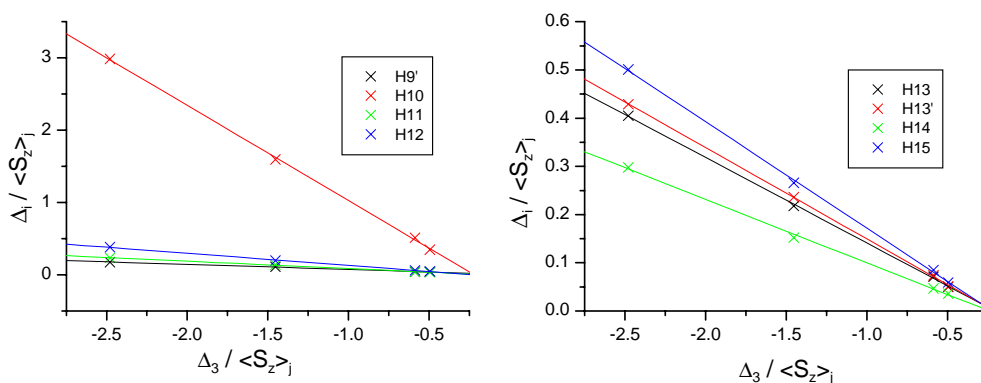 3
2
1
0
-2.5
-2.0
-1.5
-1.0
-0.5
Δi / <Sz>j
Δ3 / <Sz>j
H9'
H10
H11
H12
0.6
0.5
0.4
0.3
0.2
0.1
0.0
-2.5
-2.0
-1.5
-1.0
-0.5
Δi / <Sz>j
Δ3 / <Sz>j
H13
H13'
H14
H15